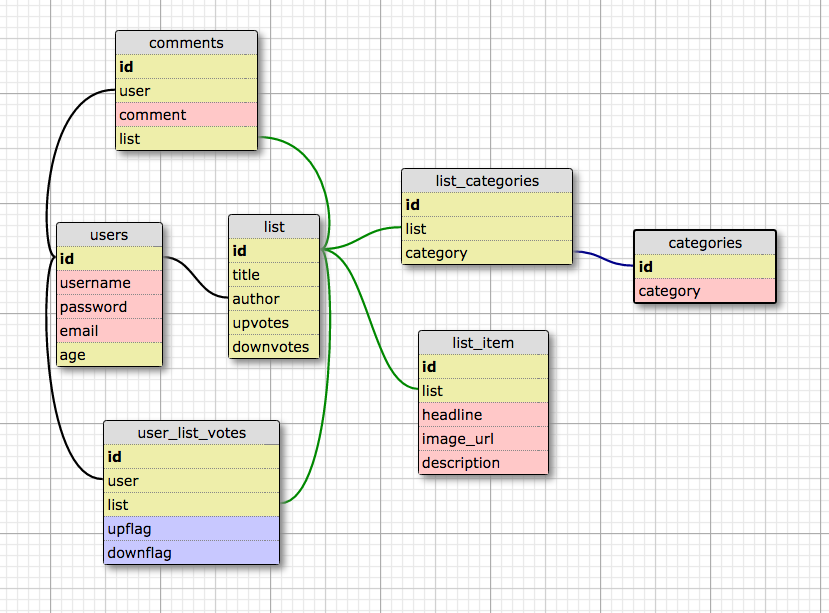 comments
id
user
comment
list
users
id
username
password
email
age
list
id
title
author
upvotes
downvotes
list_categories
id
list
category
categories
id
category
list_item
id
list
headline
image_url
description
user_list_votes
id
user
list
upflag
downflag